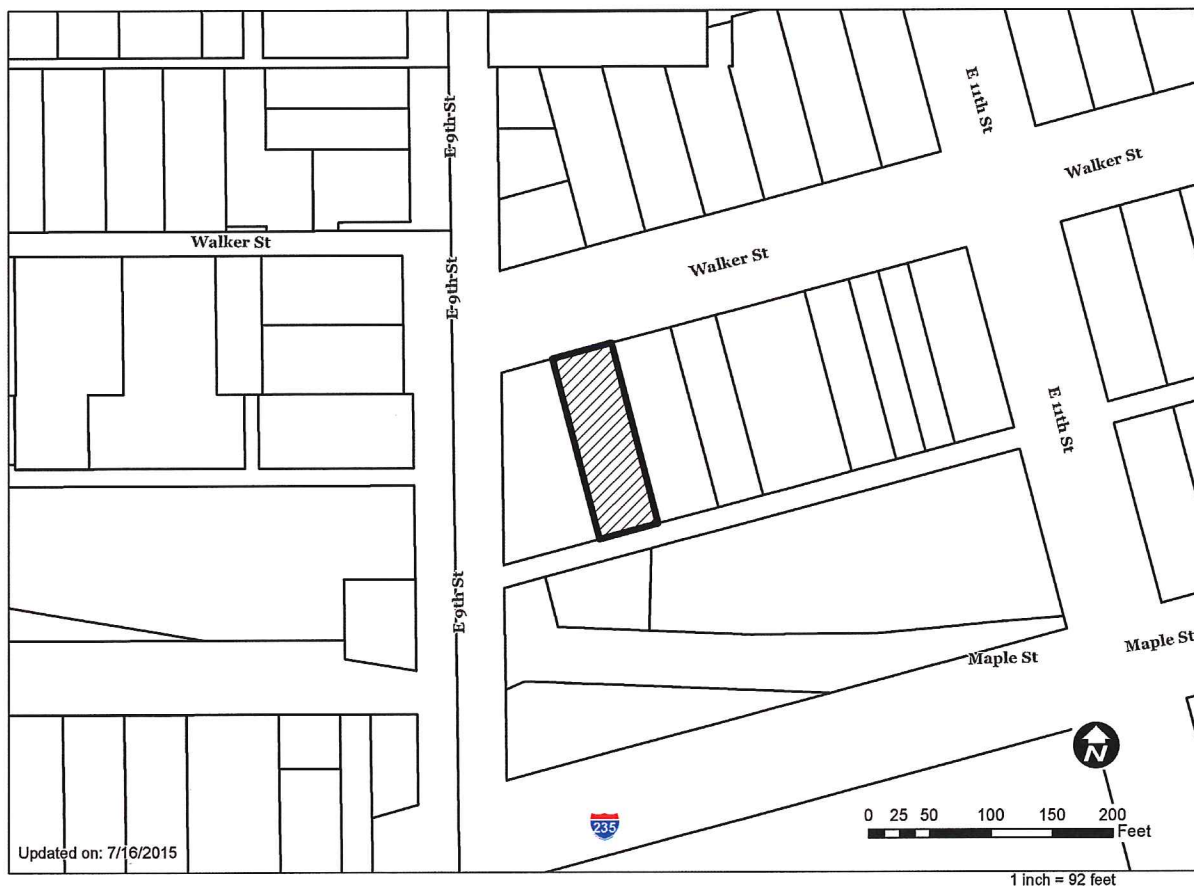 E 9th St
E 11th St
Walker St
Walker St
Walker St
E 9th St
E 11th St
E 9th St
Maple St
Maple St
N
235
0 25 50 100 150 200
Feet
Updated on: 7/16/2015
1 inch = 92 feet